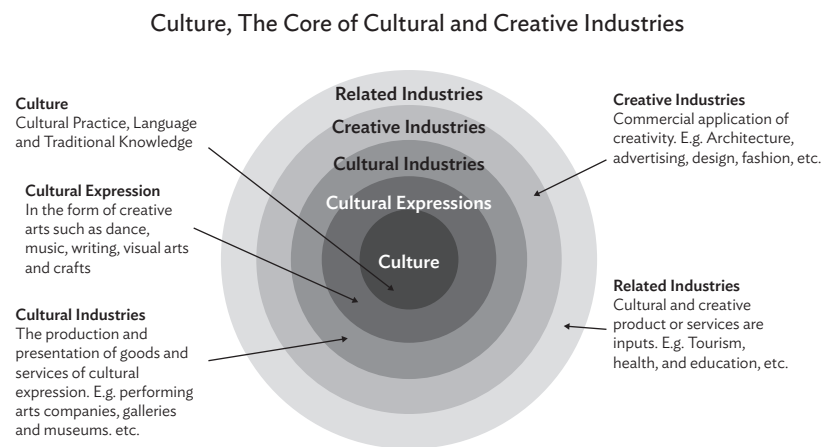 Culture, The Core of Cultural and Creative Industries
Culture
Cultural Practice, Language
and Traditional Knowledge
Cultural Expression
In the form of creative
arts such as dance,
music, writing, visual arts
and crafts
Cultural Industries
The production and
presentation of goods and
services of cultural
expression. E.g. performing
arts companies, galleries
and museums. etc.
Related Industries
Creative Industries
Cultural Industries
Cultural Expressions
Culture
Creative Industries
Commercial application of
creativity. E.g. Architecture,
advertising, design, fashion, etc.
Related Industries
Cultural and creative
product or services are
inputs. E.g. Tourism,
health, and education, etc.